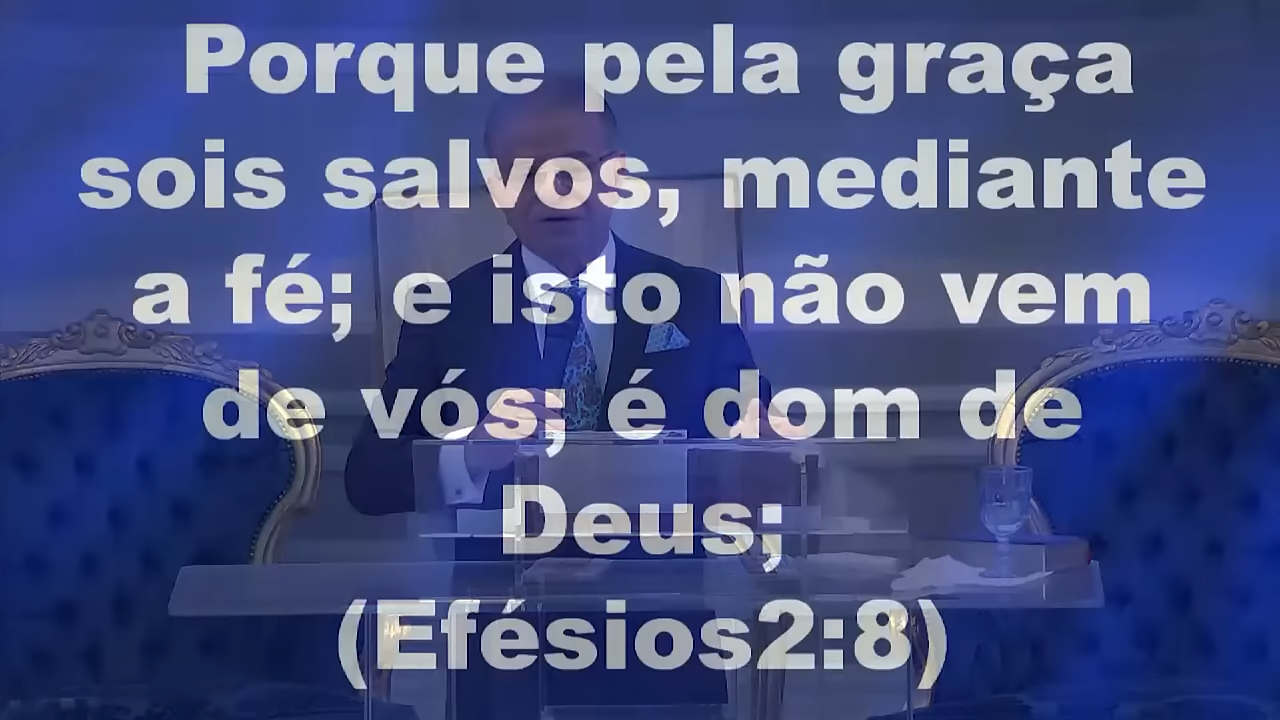 Porque pela graça
sois salvos, mediante
a fé; e isto não vem
de vós; é dom de
Deus;
(Efésios2:8)